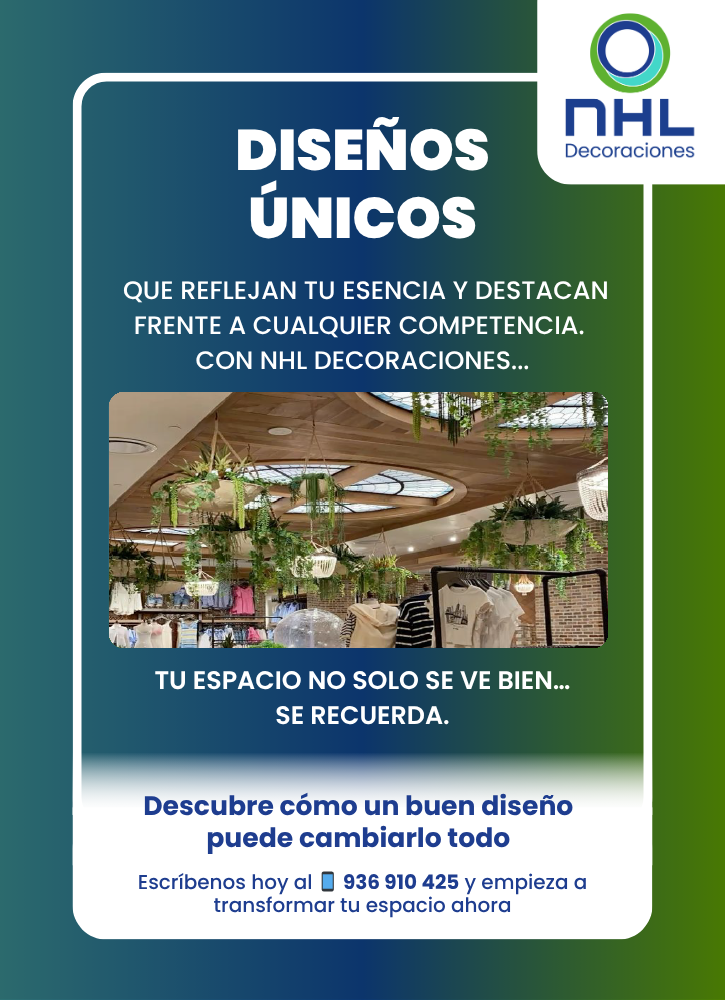 NHL
Decoraciones
DISEÑOS
ÚNICOS
QUE REFLEJAN TU ESENCIA Y DESTACAN
FRENTE A CUALQUIER COMPETENCIA.
CON NHL DECORACIONES...
TU ESPACIO NO SOLO SE VE BIEN...
SE RECUERDA.
Descubre cómo un buen diseño
puede cambiarlo todo
Escríbenos hoy al 📱 936 910 425 y empieza a
transformar tu espacio ahora